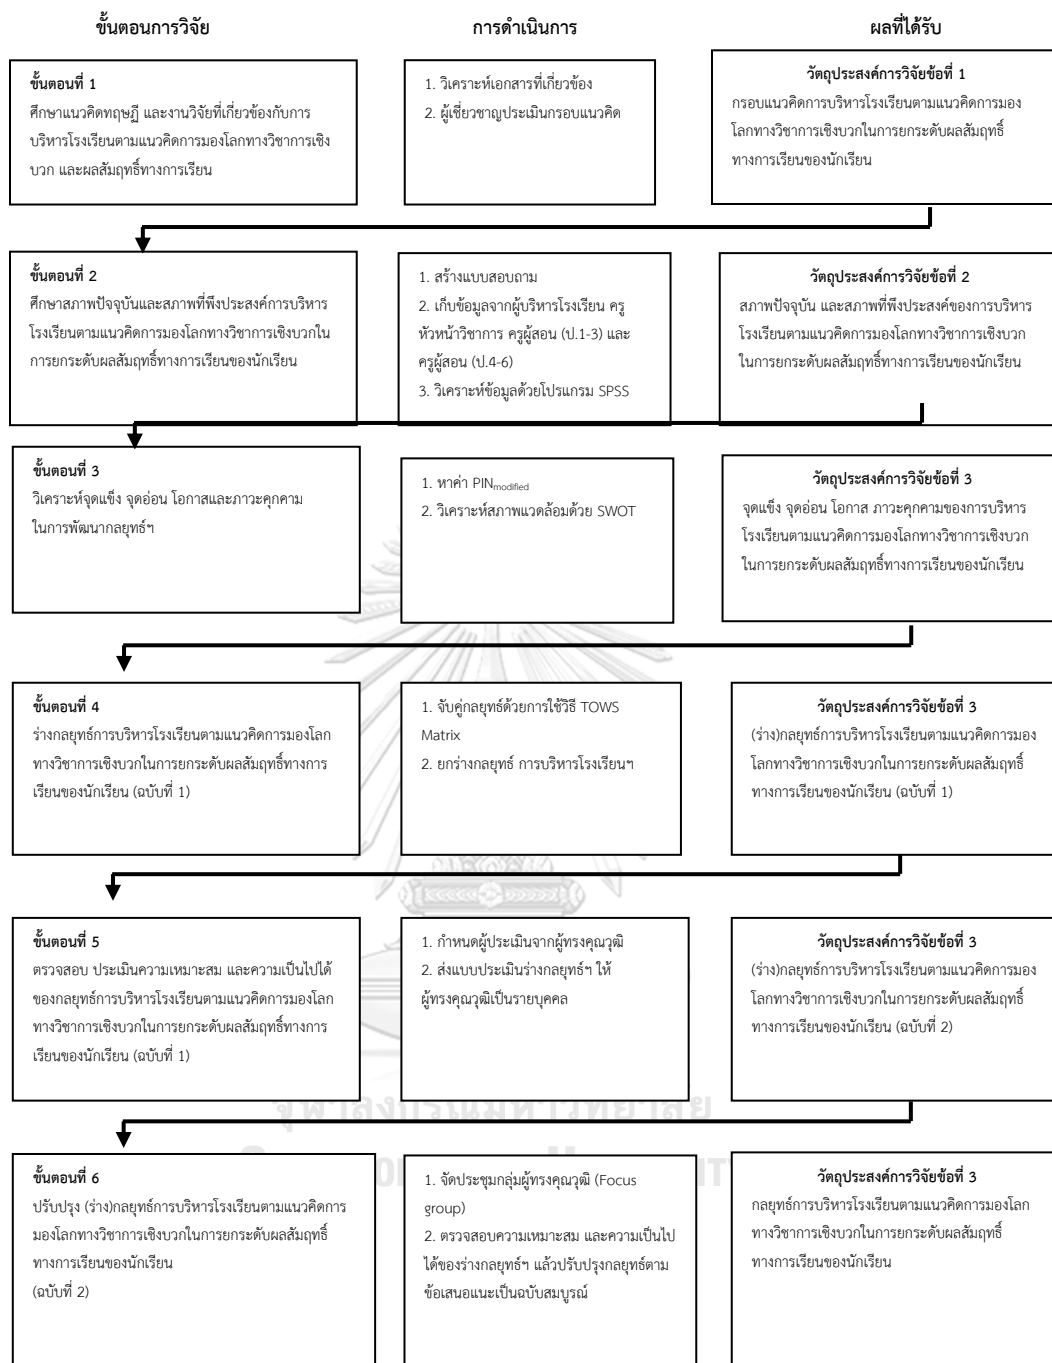 ขั้นตอนการวิจัย
การดำเนินการ
ผลที่ได้รับ
ขั้นตอนที่ 1
ศึกษาแนวคิดทฤษฎี และงานวิจัยที่เกี่ยวข้องกับการ
บริหารโรงเรียนตามแนวคิดการมองโลกทางวิชาการเชิง
บวก และผลสัมฤทธิ์ทางการเรียน
1. วิเคราะห์เอกสารที่เกี่ยวข้อง
2. ผู้เชี่ยวชาญประเมินกรอบแนวคิด
วัตถุประสงค์การวิจัยข้อที่ 1
กรอบแนวคิดการบริหารโรงเรียนตามแนวคิดการมอง
โลกทางวิชาการเชิงบวกในการยกระดับผลสัมฤทธิ์
ทางการเรียนของนักเรียน
ขั้นตอนที่ 2
ศึกษาสภาพปัจจุบันและสภาพที่พึงประสงค์การบริหาร
โรงเรียนตามแนวคิดการมองโลกทางวิชาการเชิงบวกใน
การยกระดับผลสัมฤทธิ์ทางการเรียนของนักเรียน
1. สร้างแบบสอบถาม
2. เก็บข้อมูลจากผู้บริหารโรงเรียน ครู
หัวหน้าวิชาการ ครูผู้สอน (ป.1-3) และ
ครูผู้สอน (ป.4-6)
3. วิเคราะห์ข้อมูลด้วยโปรแกรม SPSS
วัตถุประสงค์การวิจัยข้อที่ 2
สภาพปัจจุบัน และสภาพที่พึงประสงค์ของการบริหาร
โรงเรียนตามแนวคิดการมองโลกทางวิชาการเชิงบวก
ในการยกระดับผลสัมฤทธิ์ทางการเรียนของนักเรียน
ขั้นตอนที่ 3
วิเคราะห์จุดแข็ง จุดอ่อน โอกาสและภาวะคุกคาม
ในการพัฒนากลยุทธ์ฯ
1. หาค่า PINmodified
2. วิเคราะห์สภาพแวดล้อมด้วย SWOT
วัตถุประสงค์การวิจัยข้อที่ 3
จุดแข็ง จุดอ่อน โอกาส ภาวะคุกคามของการบริหาร
โรงเรียนตามแนวคิดการมองโลกทางวิชาการเชิงบวก
ในการยกระดับผลสัมฤทธิ์ทางการเรียนของนักเรียน
ขั้นตอนที่ 4
ร่างกลยุทธ์การบริหารโรงเรียนตามแนวคิดการมองโลก
ทางวิชาการเชิงบวกในการยกระดับผลสัมฤทธิ์ทางการ
เรียนของนักเรียน (ฉบับที่ 1)
1. จับคู่กลยุทธ์ด้วยการใช้วิธี TOWS
Matrix
2. ยกร่างกลยุทธ์ การบริหารโรงเรียนฯ
วัตถุประสงค์การวิจัยข้อที่ 3
(ร่าง)กลยุทธ์การบริหารโรงเรียนตามแนวคิดการมอง
โลกทางวิชาการเชิงบวกในการยกระดับผลสัมฤทธิ์
ทางการเรียนของนักเรียน (ฉบับที่ 1)
ขั้นตอนที่ 5
ตรวจสอบ ประเมินความเหมาะสม และความเป็นไปได้
ของกลยุทธ์การบริหารโรงเรียนตามแนวคิดการมองโลก
ทางวิชาการเชิงบวกในการยกระดับผลสัมฤทธิ์ทางการ
เรียนของนักเรียน (ฉบับที่ 1)
1. กำหนดผู้ประเมินจากผู้ทรงคุณวุฒิ
2. ส่งแบบประเมินร่างกลยุทธ์ฯ ให้
ผู้ทรงคุณวุฒิเป็นรายบุคคล
วัตถุประสงค์การวิจัยข้อที่ 3
(ร่าง)กลยุทธ์การบริหารโรงเรียนตามแนวคิดการมอง
โลกทางวิชาการเชิงบวกในการยกระดับผลสัมฤทธิ์
ทางการเรียนของนักเรียน (ฉบับที่ 2)
จุฬาลงกรณ์มหาวิทยาลัย
ขั้นตอนที่ 6
ปรับปรุง (ร่าง)กลยุทธ์การบริหารโรงเรียนตามแนวคิดการ
มองโลกทางวิชาการเชิงบวกในการยกระดับผลสัมฤทธิ์
ทางการเรียนของนักเรียน
(ฉบับที่ 2)
1. จัดประชุมกลุ่มผู้ทรงคุณวุฒิ (Focus
group)
2. ตรวจสอบความเหมาะสม และความเป็นไป
ได้ของร่างกลยุทธ์ฯ แล้วปรับปรุงกลยุทธ์ตาม
ข้อเสนอแนะเป็นฉบับสมบูรณ์
วัตถุประสงค์การวิจัยข้อที่ 3
กลยุทธ์การบริหารโรงเรียนตามแนวคิดการมองโลก
ทางวิชาการเชิงบวกในการยกระดับผลสัมฤทธิ์
ทางการเรียนของนักเรียน